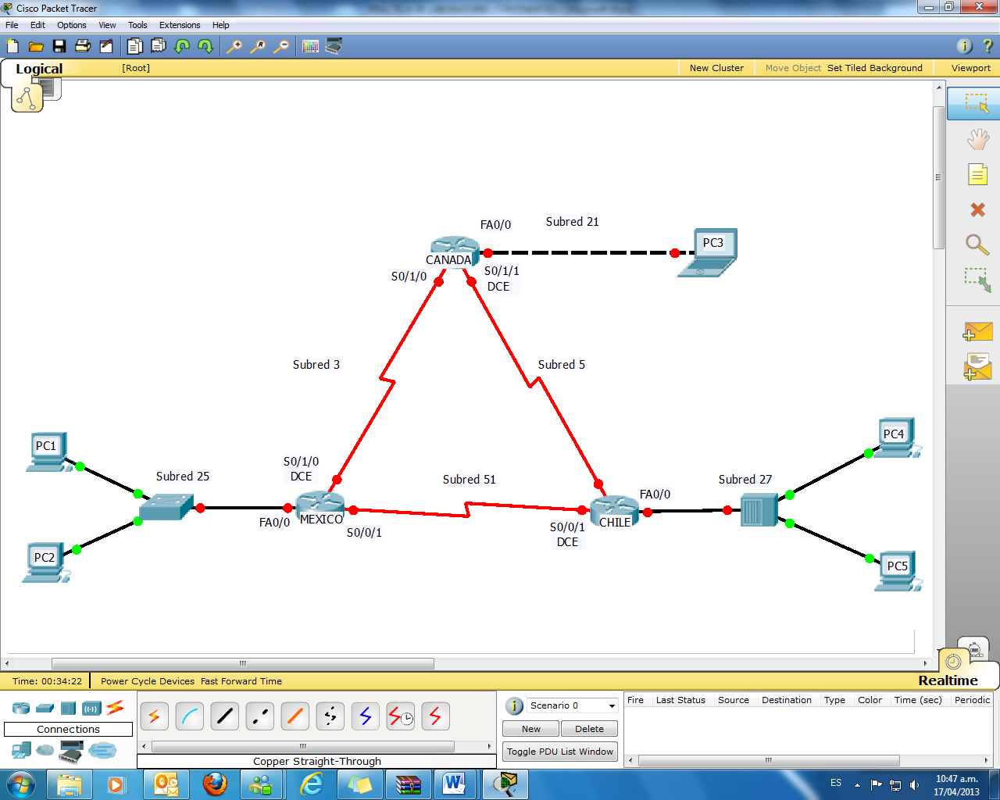 Cisco Packet Tracer
File Edit Options View Tools Extensions Help
Logical [Root] New Cluster Move Object Set Tiled Background Viewport
FA0/0 Subred 21
PC3
CANADA
S0/1/0 S0/1/1
DCE
Subred 3 Subred 5
PC4
PC1
S0/1/0
DCE
Subred 25 Subred 51 Subred 27
FA0/0
MEXICO CHILE
FA0/0 S0/0/1 S0/0/1
DCE
PC2 PC5
Time: 00:34:22 Power Cycle Devices Fast Forward Time Realtime
Fire Last Status Source Destination Type Color Time (sec) Periodic
Scenario 0
Connections
New Delete
Toggle PDU List Window
Copper Straight-Through
ES
10:47 a.m.
17/04/2013